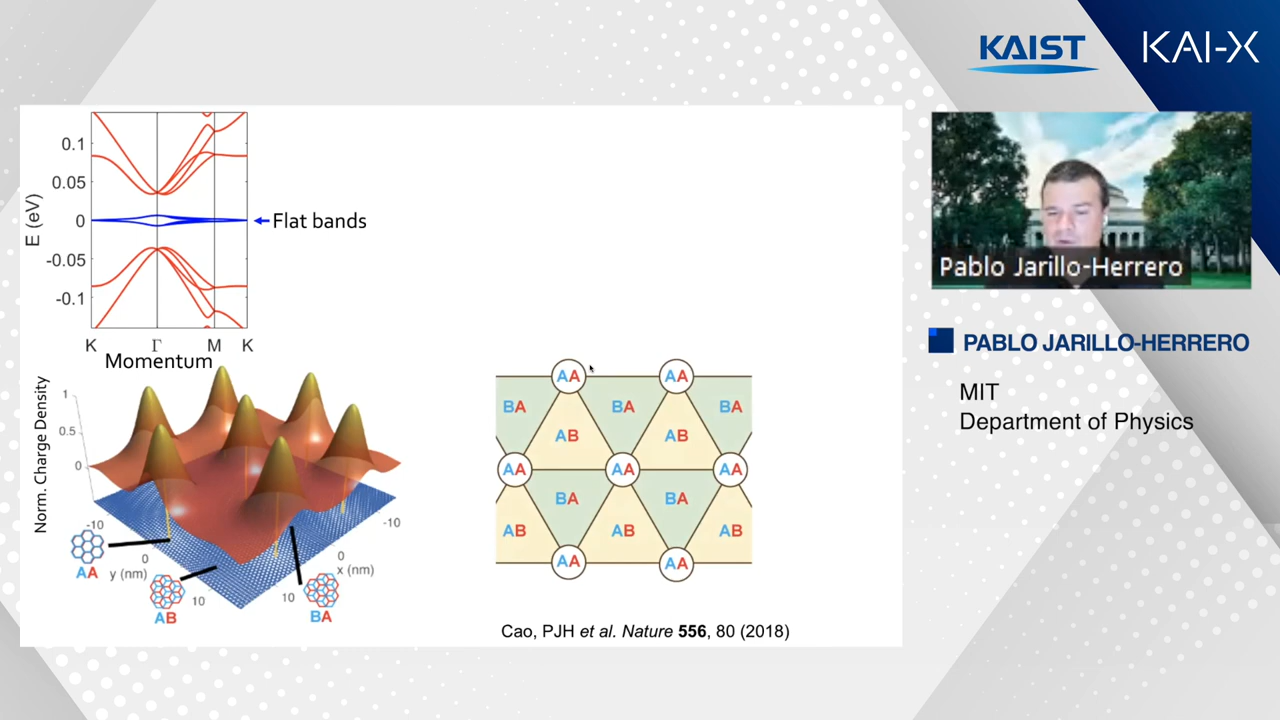 KAIST
KAI-X
0.1
0.05
0
-0.05
-0.1
E (eV)
K Γ M K
Momentum
Flat bands
Norm. Charge Density
1
0.5
0
-10
0
10
y (nm)
-10
0
10
x (nm)
AA
AB
BA
AA AA
BA BA BA
AB AB
AA AA AA
BA BA
AB AB AB
AA AA
Cao, PJH et al. Nature 556, 80 (2018)
Pablo Jarillo-Herrero
PABLO JARILLO-HERRERO
MIT
Department of Physics